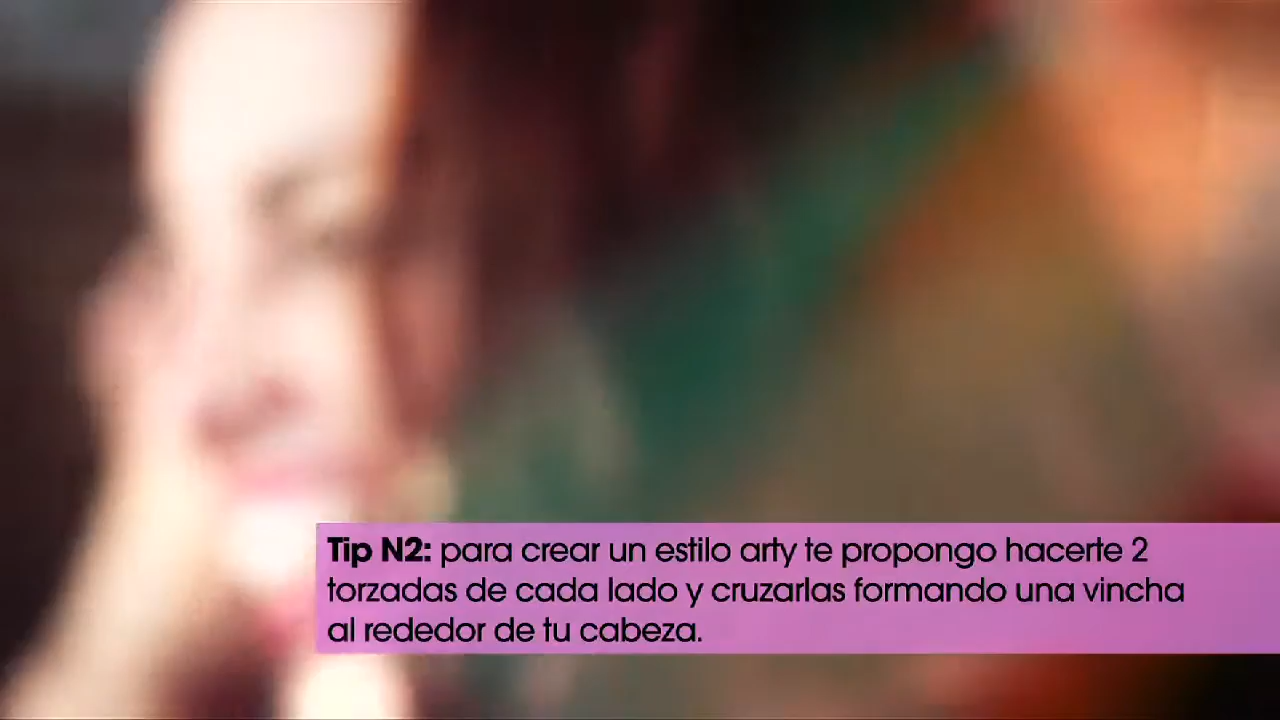 Tip N2: para crear un estilo arty te propongo hacerte 2
torzadas de cada lado y cruzarlas formando una vincha
al rededor de tu cabeza.